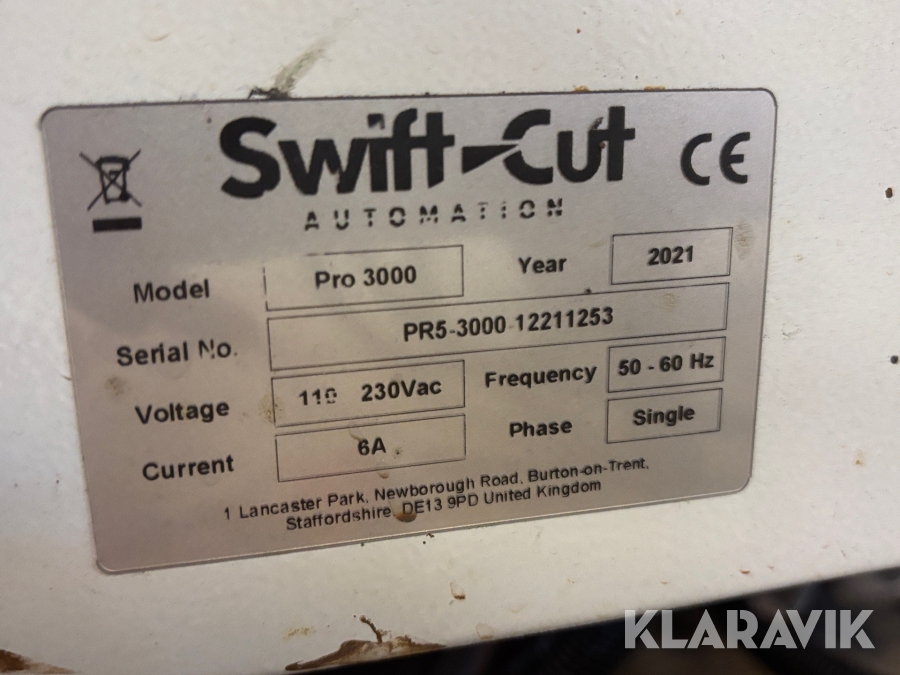 Swift-Cut CE
AUTOMATION
Model Pro 3000 Year 2021
Serial No. PR5-3000-12211253
Voltage 110 230Vac Frequency 50 - 60 Hz
Current 6A Phase Single
1 Lancaster Park, Newborough Road, Burton-on-Trent,
Staffordshire, DE13 9PD United Kingdom
KLARAVIK